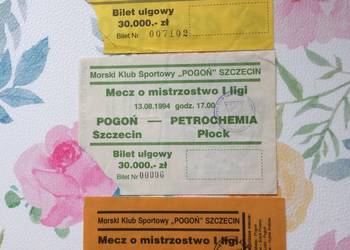 Bilet ulgowy
30.000.- zł
Bilet Nr 007102
Morski Klub Sportowy „POGOŃ" SZCZECIN
Mecz o mistrzostwo I ligi
13.08.1994 godz. 17.00
POGOŃ — PETROCHEMIA
Szczecin Płock
Bilet ulgowy
30.000.- zł
Bilet Nr 00006
Morski Klub Sportowy „POGOŃ" SZCZECIN
Mecz o mistrzostwo I ligi